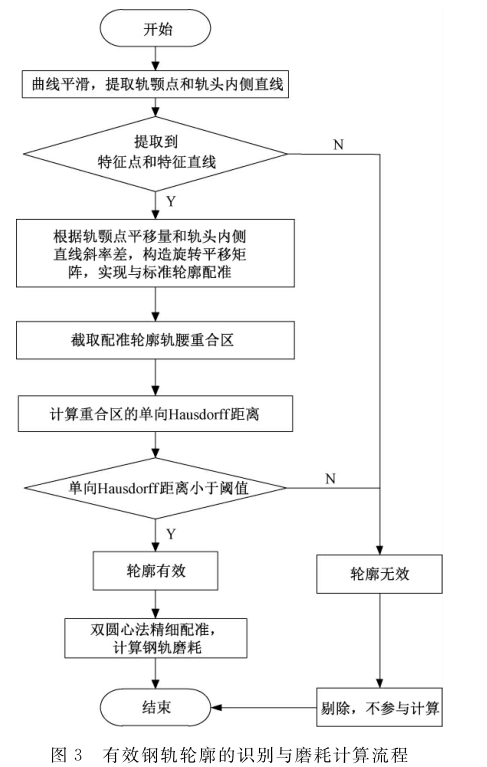 开始
曲线平滑，提取轨颚点和轨头内侧直线
提取到
特征点和特征直线
N
Y
根据轨颚点平移量和轨头内侧
直线斜率差，构造旋转平移矩
阵，实现与标准轮廓配准
截取配准轮廓轨腰重合区
计算重合区的单向Hausdorff距离
单向Hausdorff距离小于阈值
N
Y
轮廓有效
轮廓无效
双圆心法精细配准，
计算钢轨磨耗
结束
剔除，不参与计算
图 3 有效钢轨轮廓的识别与磨耗计算流程